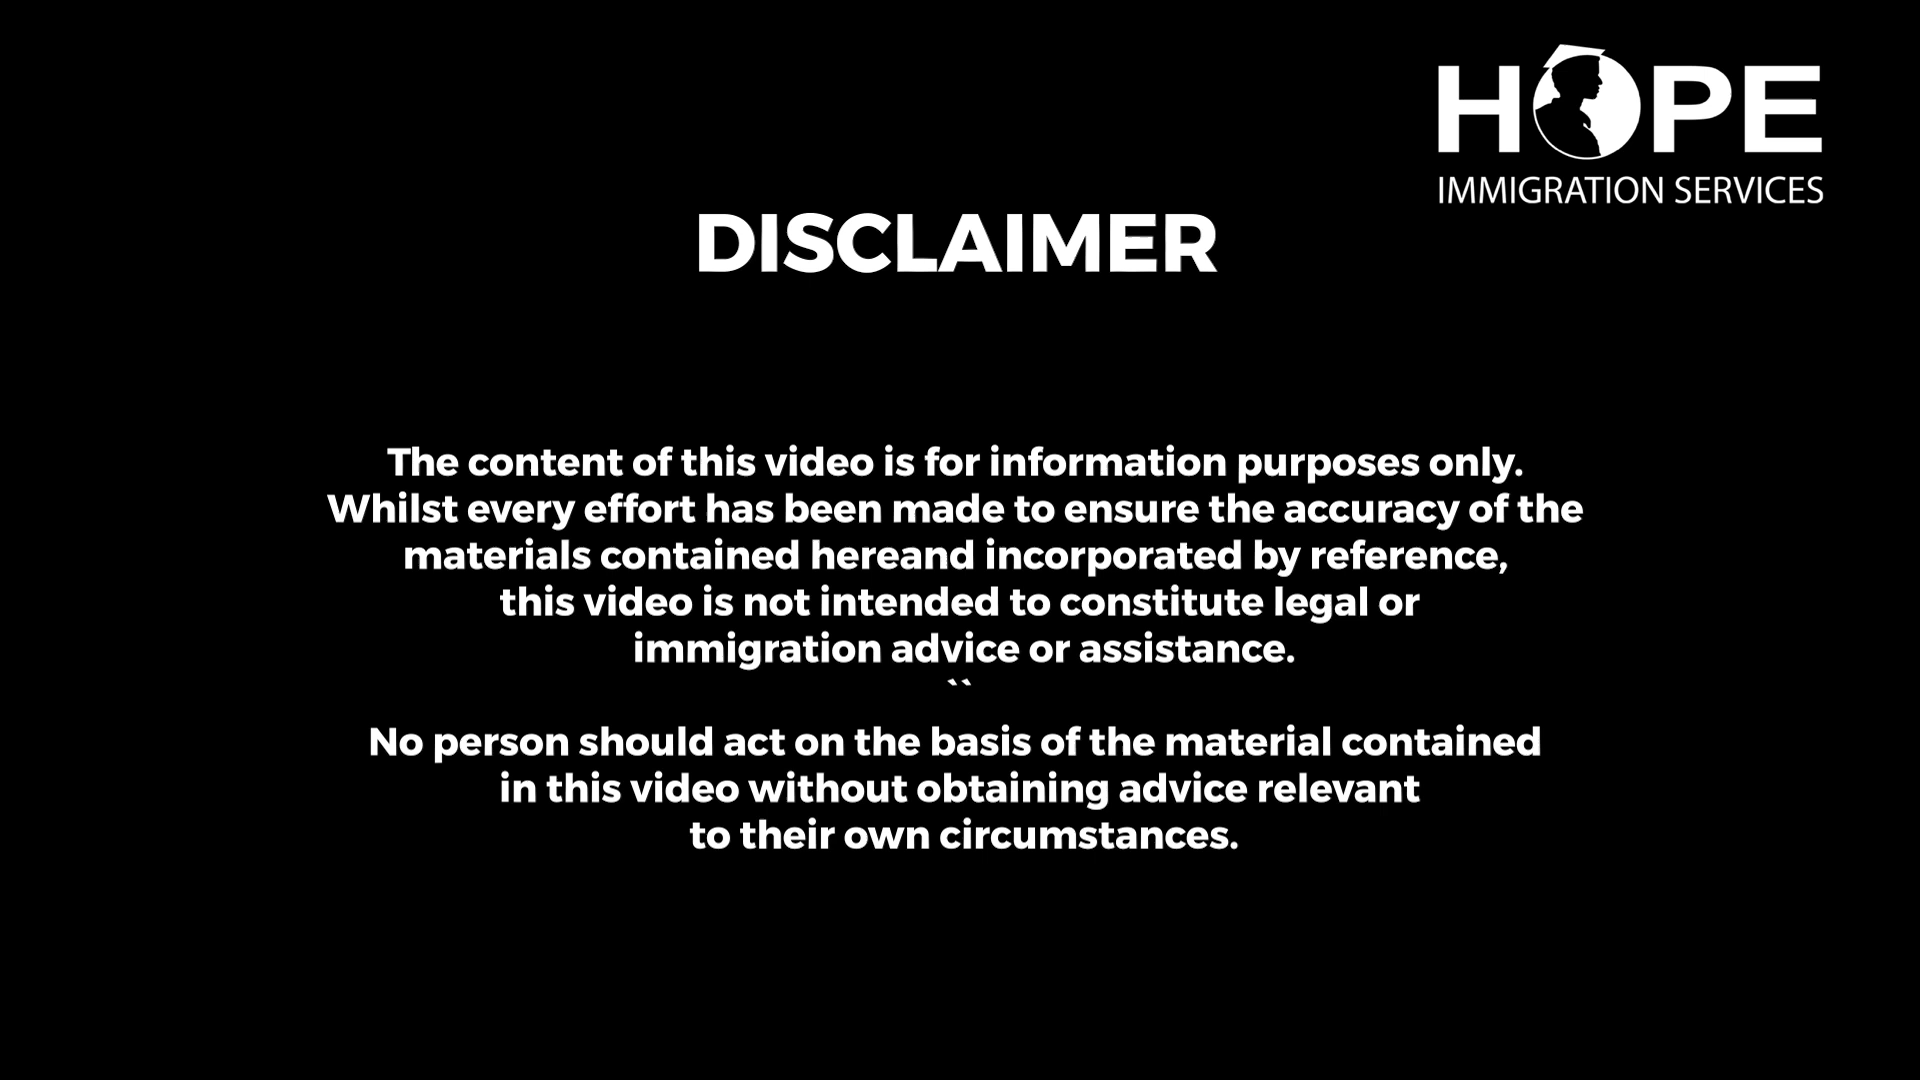 HOPE
IMMIGRATION SERVICES
DISCLAIMER
The content of this video is for information purposes only.
Whilst every effort has been made to ensure the accuracy of the
materials contained hereand incorporated by reference,
this video is not intended to constitute legal or
immigration advice or assistance.
``
No person should act on the basis of the material contained
in this video without obtaining advice relevant
to their own circumstances.